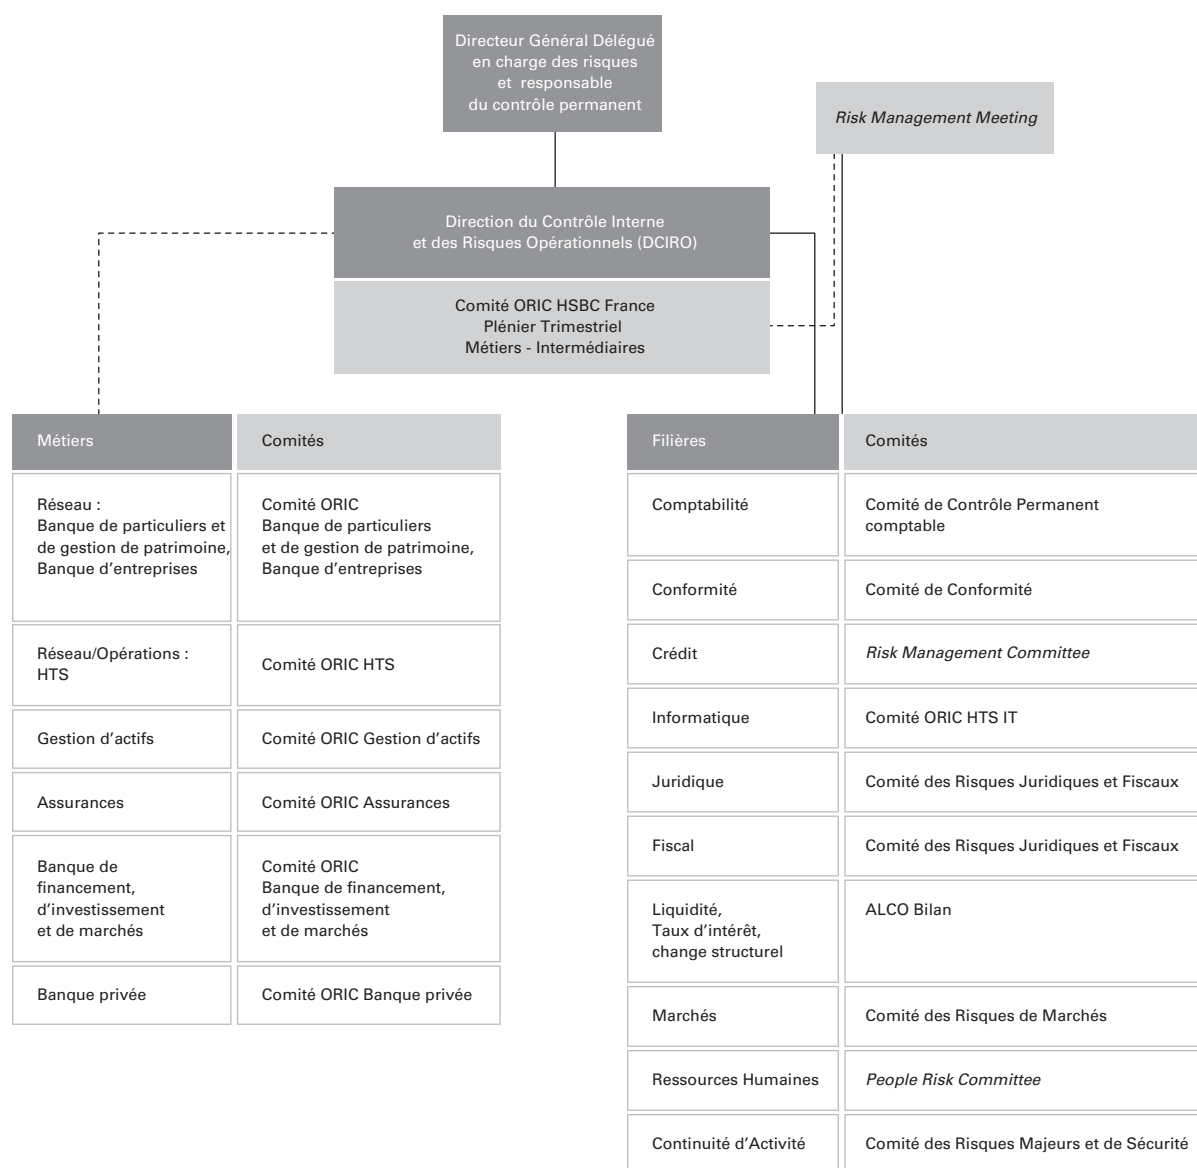 Directeur Général Délégué
en charge des risques
et responsable
du contrôle permanent
Risk Management Meeting
Direction du Contrôle Interne
et des Risques Opérationnels (DCIRO)
Comité ORIC HSBC France
Plénier Trimestriel
Métiers - Intermédiaires
Métiers
Comités
Réseau :
Banque de particuliers et
de gestion de patrimoine,
Banque d’entreprises
Comité ORIC
Banque de particuliers
et de gestion de patrimoine,
Banque d’entreprises
Réseau/Opérations :
HTS
Comité ORIC HTS
Gestion d’actifs
Comité ORIC Gestion d’actifs
Assurances
Comité ORIC Assurances
Banque de
financement,
d’investissement
et de marchés
Comité ORIC
Banque de financement,
d’investissement
et de marchés
Banque privée
Comité ORIC Banque privée
Filières
Comités
Comptabilité
Comité de Contrôle Permanent
comptable
Conformité
Comité de Conformité
Crédit
Risk Management Committee
Informatique
Comité ORIC HTS IT
Juridique
Comité des Risques Juridiques et Fiscaux
Fiscal
Comité des Risques Juridiques et Fiscaux
Liquidité,
Taux d’intérêt,
change structurel
ALCO Bilan
Marchés
Comité des Risques de Marchés
Ressources Humaines
People Risk Committee
Continuité d’Activité
Comité des Risques Majeurs et de Sécurité